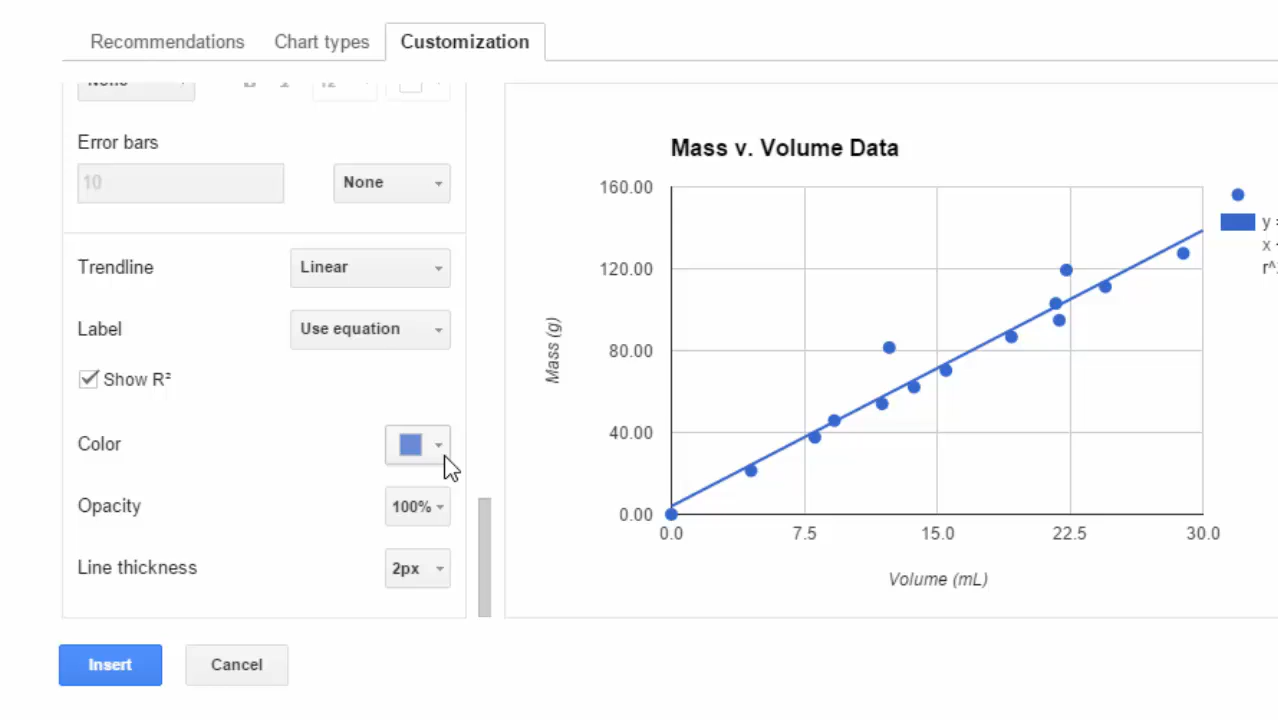 Recommendations Chart types Customization
None 12
Error bars
10 None
Trendline Linear
Label Use equation
Show R²
Color
Opacity 100%
Line thickness 2px
Insert Cancel
Mass v. Volume Data
160.00
120.00
80.00
40.00
0.00
Mass (g)
0.0 7.5 15.0 22.5 30.0
Volume (mL)
y =
x